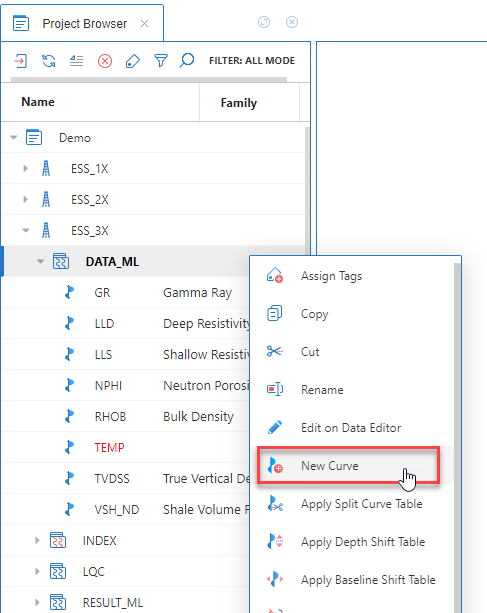 Project Browser
FILTER: ALL MODE
Name Family
Demo
ESS_1X
ESS_2X
ESS_3X
DATA_ML
GR Gamma Ray
LLD Deep Resistivity
LLS Shallow Resistiv
NPHI Neutron Porosi
RHOB Bulk Density
TEMP
TVDSS True Vertical De
VSH_ND Shale Volume F
INDEX
LQC
RESULT_ML
Assign Tags
Copy
Cut
Rename
Edit on Data Editor
New Curve
Apply Split Curve Table
Apply Depth Shift Table
Apply Baseline Shift Table